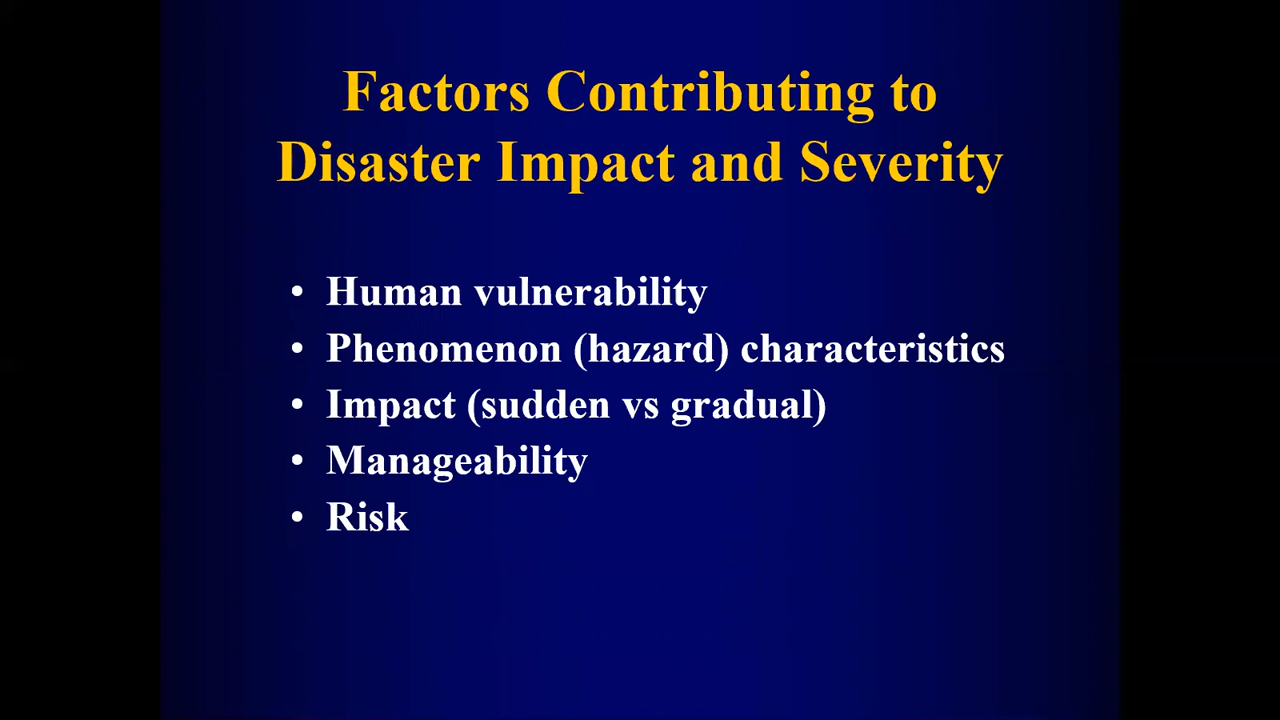 Factors Contributing to
Disaster Impact and Severity
• Human vulnerability
• Phenomenon (hazard) characteristics
• Impact (sudden vs gradual)
• Manageability
• Risk